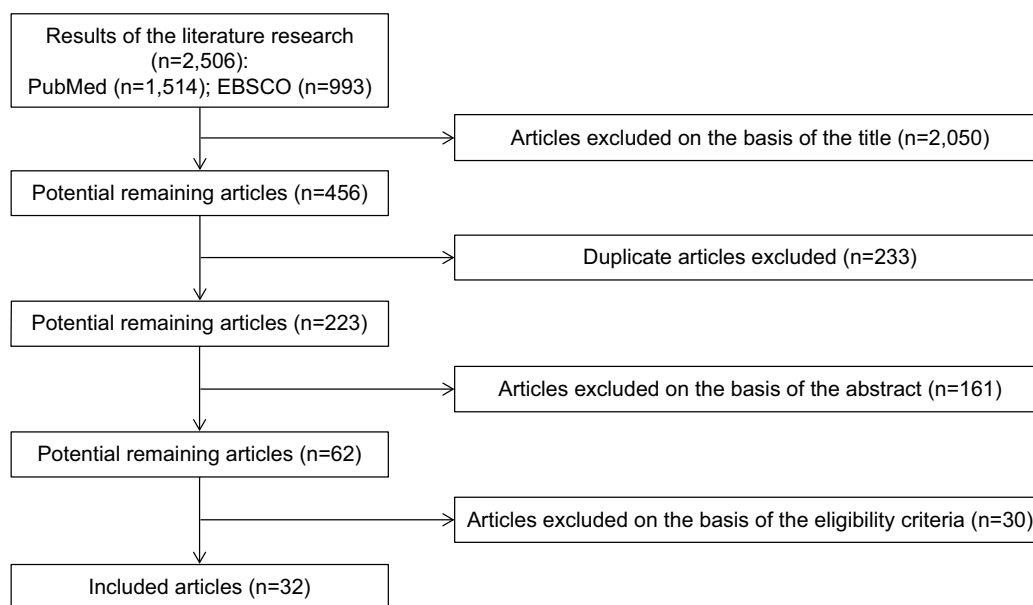 Results of the literature research
(n=2,506):
PubMed (n=1,514); EBSCO (n=993)
Articles excluded on the basis of the title (n=2,050)
Potential remaining articles (n=456)
Duplicate articles excluded (n=233)
Potential remaining articles (n=223)
Articles excluded on the basis of the abstract (n=161)
Potential remaining articles (n=62)
Articles excluded on the basis of the eligibility criteria (n=30)
Included articles (n=32)